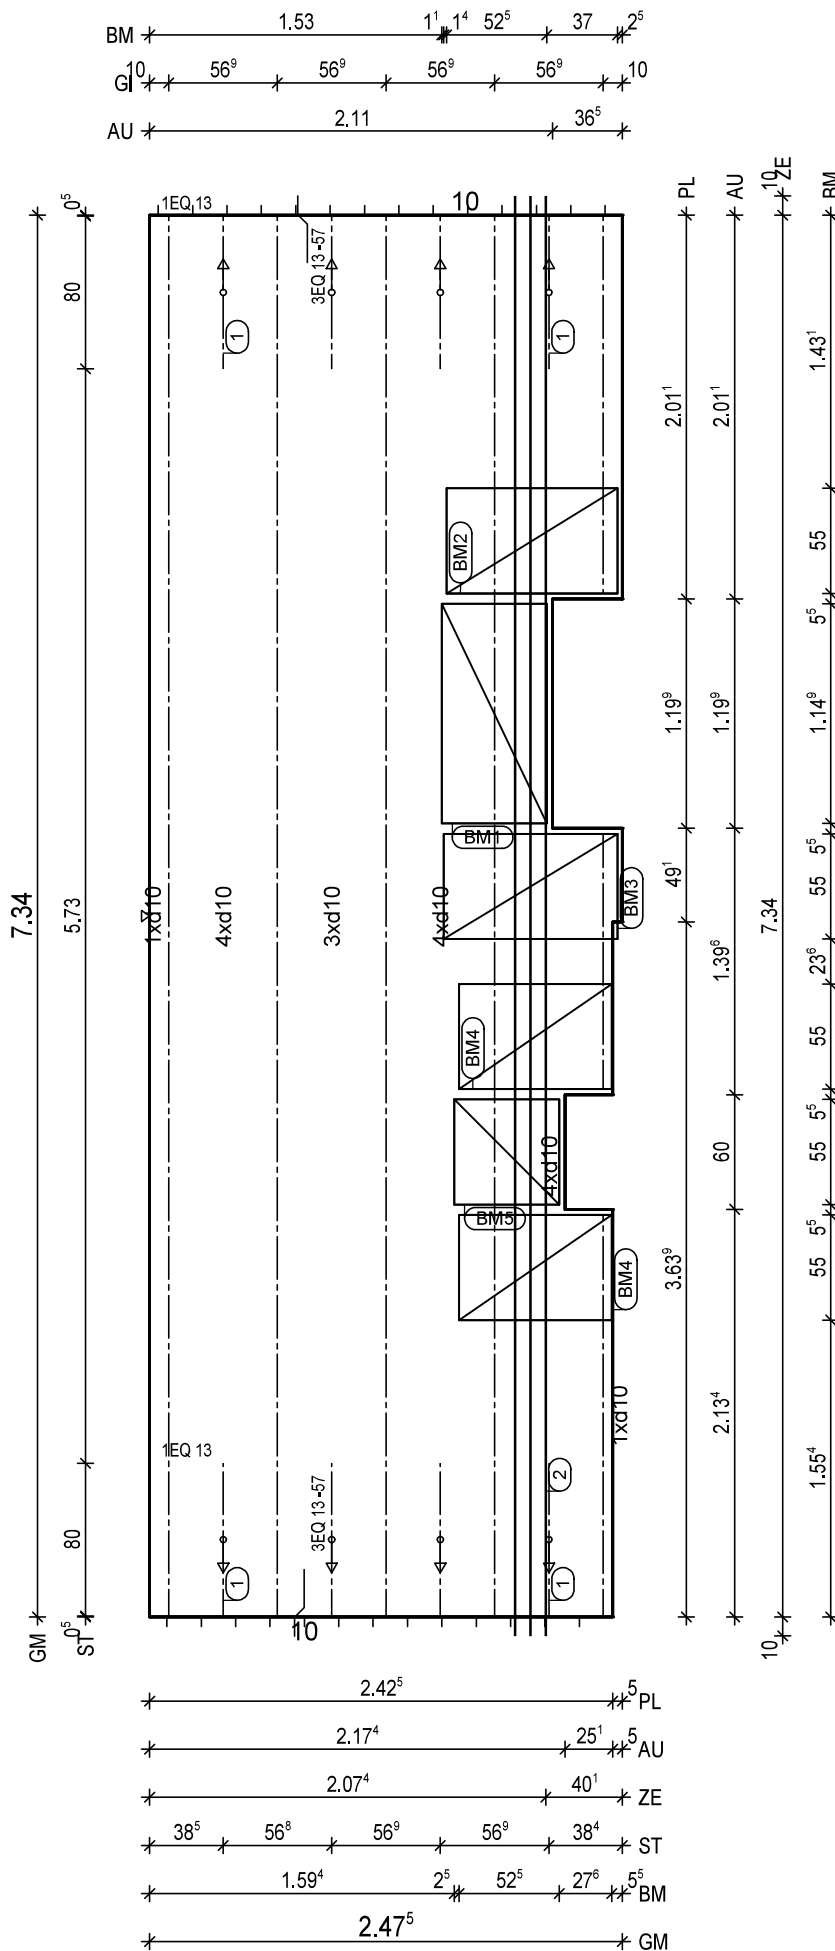 BM 1.53 1¹ 1⁴ 52⁵ 37 2⁵
GI 10 56⁹ 56⁹ 56⁹ 56⁹ 10
AU 2.11 36⁵
PL AU 10 ZE BM
0⁵ 1EQ 13 10
80 3EQ 13 -57
1 1
1.43¹
2.01¹ 2.01¹
BM2 55
5⁵
1.19⁹ 1.19⁹ 1.14⁹
BM1 5⁵
49¹ 55
BM3
7.34 5.73 1xd10 4xd10 3xd10 4xd10 1.39⁶ 7.34 23⁶
BM4 55
5⁵
4xd10 60 55
BM5 5⁵
BM4 3.63⁹ 55
1xd10 2.13⁴
1EQ 13 1.55⁴
2
80 3EQ 13 -57
1 1
GM 0⁵ ST 10 10
2.42⁵ 5 PL
2.17⁴ 25¹ 5 AU
2.07⁴ 40¹ ZE
38⁵ 56⁸ 56⁹ 56⁹ 38⁴ ST
1.59⁴ 2⁵ 52⁵ 27⁶ 5⁵ BM
2.47⁵ GM